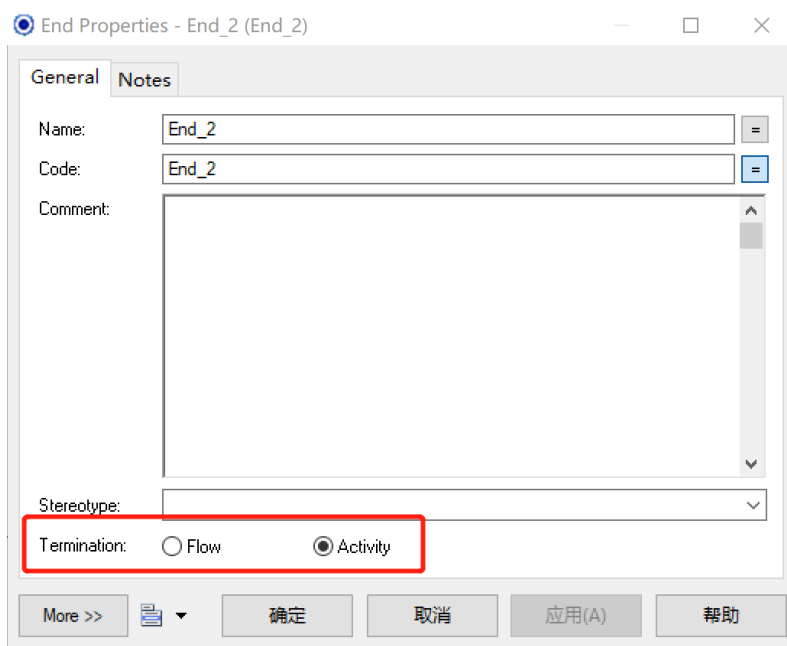 End Properties - End_2 (End_2)
General Notes
Name: End_2 =
Code: End_2 =
Comment:
Stereotype:
Termination: Flow Activity
More >> 确定 取消 应用(A) 帮助